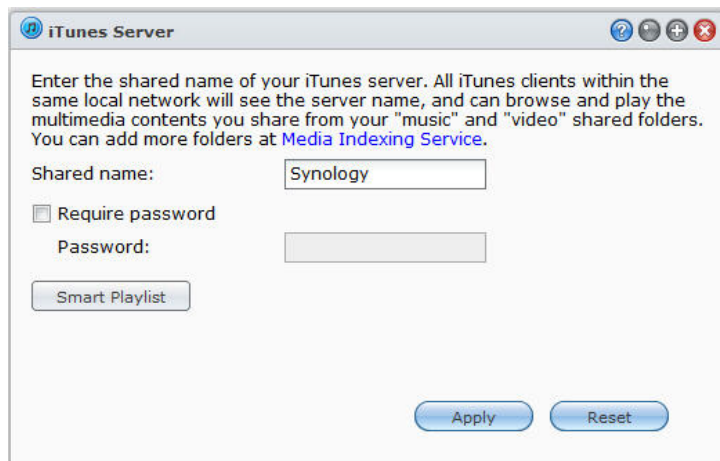 iTunes Server
Enter the shared name of your iTunes server. All iTunes clients within the
same local network will see the server name, and can browse and play the
multimedia contents you share from your "music" and "video" shared folders.
You can add more folders at Media Indexing Service.
Shared name: Synology
Require password
Password:
Smart Playlist
Apply Reset